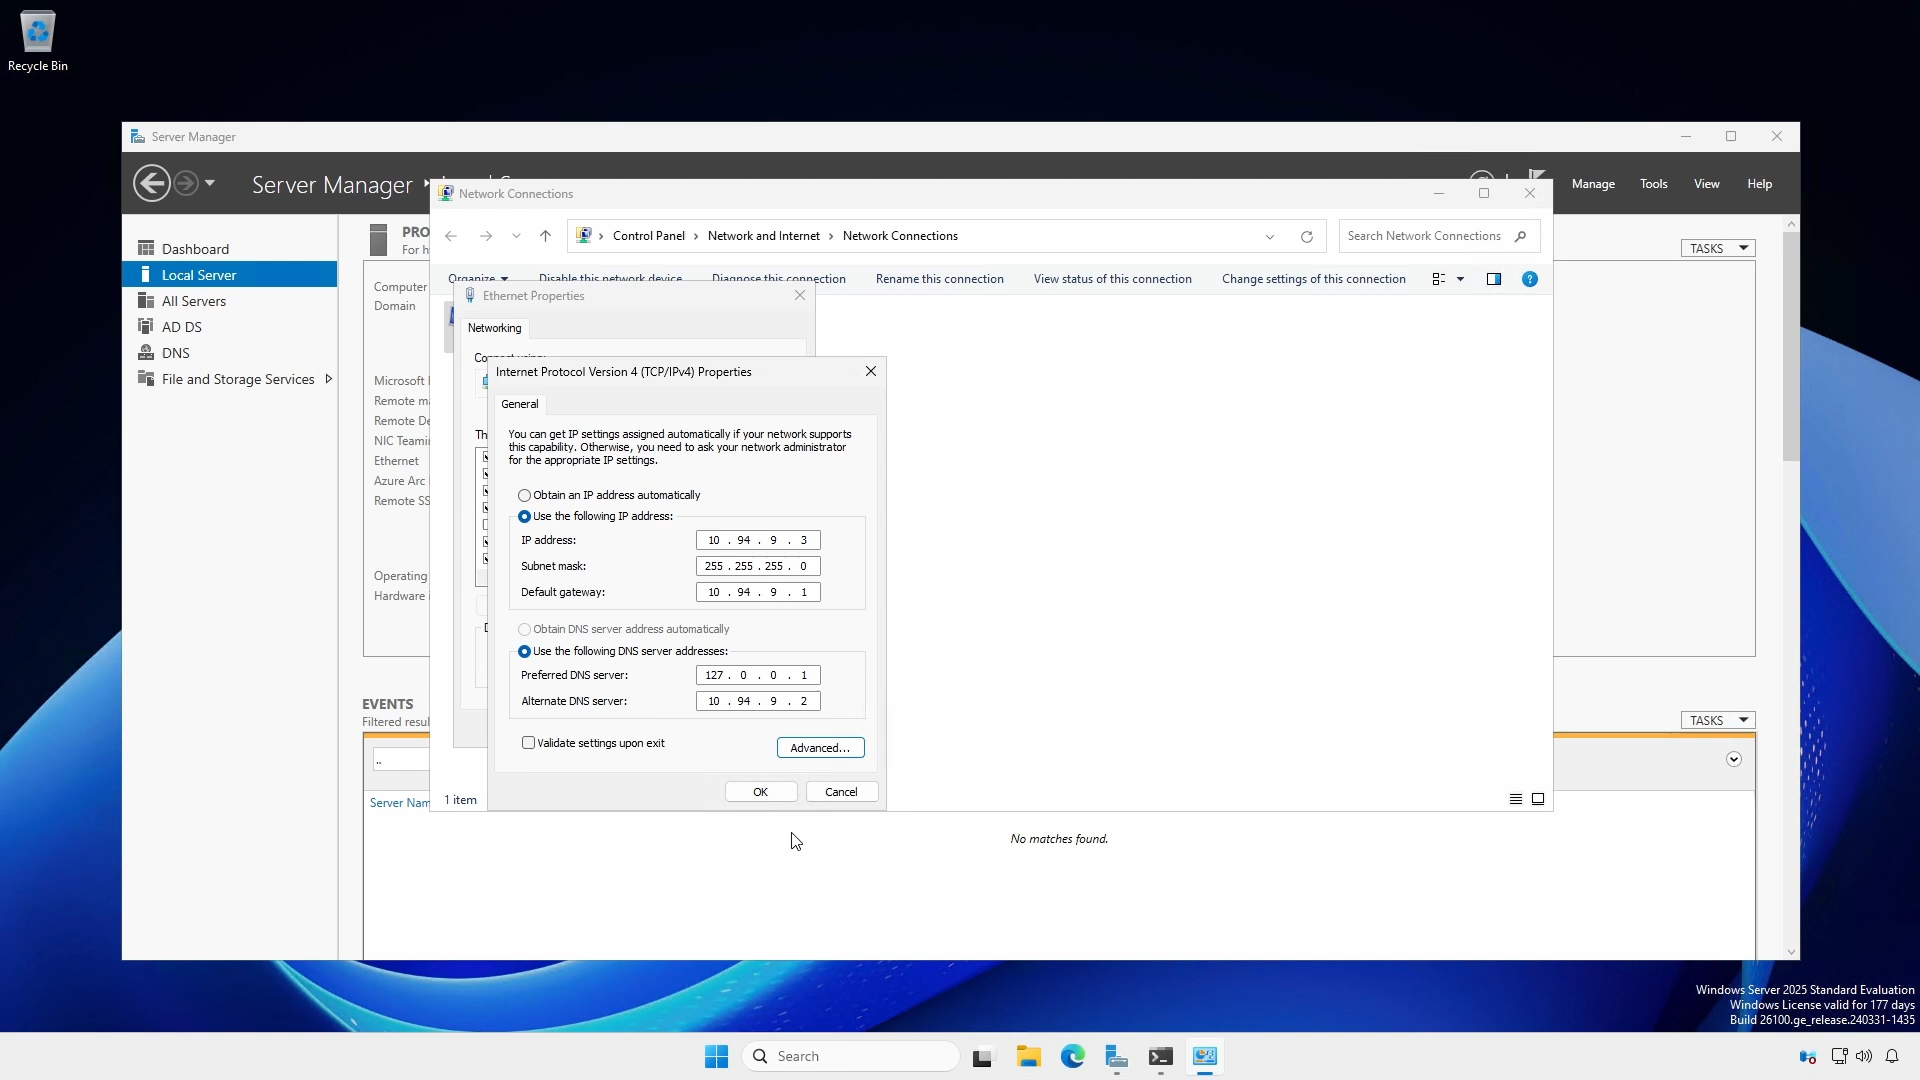 Recycle Bin
Server Manager
Server Manager
Manage
Tools
View
Help
Dashboard
Local Server
All Servers
AD DS
DNS
File and Storage Services
PRO
For h
TASKS
Computer
Domain
Microsoft
Remote m
Remote De
NIC Teami
Ethernet
Azure Arc
Remote SS
Operating
Hardware i
EVENTS
Filtered resul
TASKS
..
Server Nam
No matches found.
Network Connections
Control Panel › Network and Internet › Network Connections
Search Network Connections
Organize
Disable this network device
Diagnose this connection
Rename this connection
View status of this connection
Change settings of this connection
1 item
Ethernet Properties
Networking
Connect using:
Th
Internet Protocol Version 4 (TCP/IPv4) Properties
General
You can get IP settings assigned automatically if your network supports
this capability. Otherwise, you need to ask your network administrator
for the appropriate IP settings.
Obtain an IP address automatically
Use the following IP address:
IP address: 10 . 94 . 9 . 3
Subnet mask: 255 . 255 . 255 . 0
Default gateway: 10 . 94 . 9 . 1
Obtain DNS server address automatically
Use the following DNS server addresses:
Preferred DNS server: 127 . 0 . 0 . 1
Alternate DNS server: 10 . 94 . 9 . 2
Validate settings upon exit
Advanced...
OK
Cancel
Windows Server 2025 Standard Evaluation
Windows License valid for 177 days
Build 26100.ge_release.240331-1435
Search